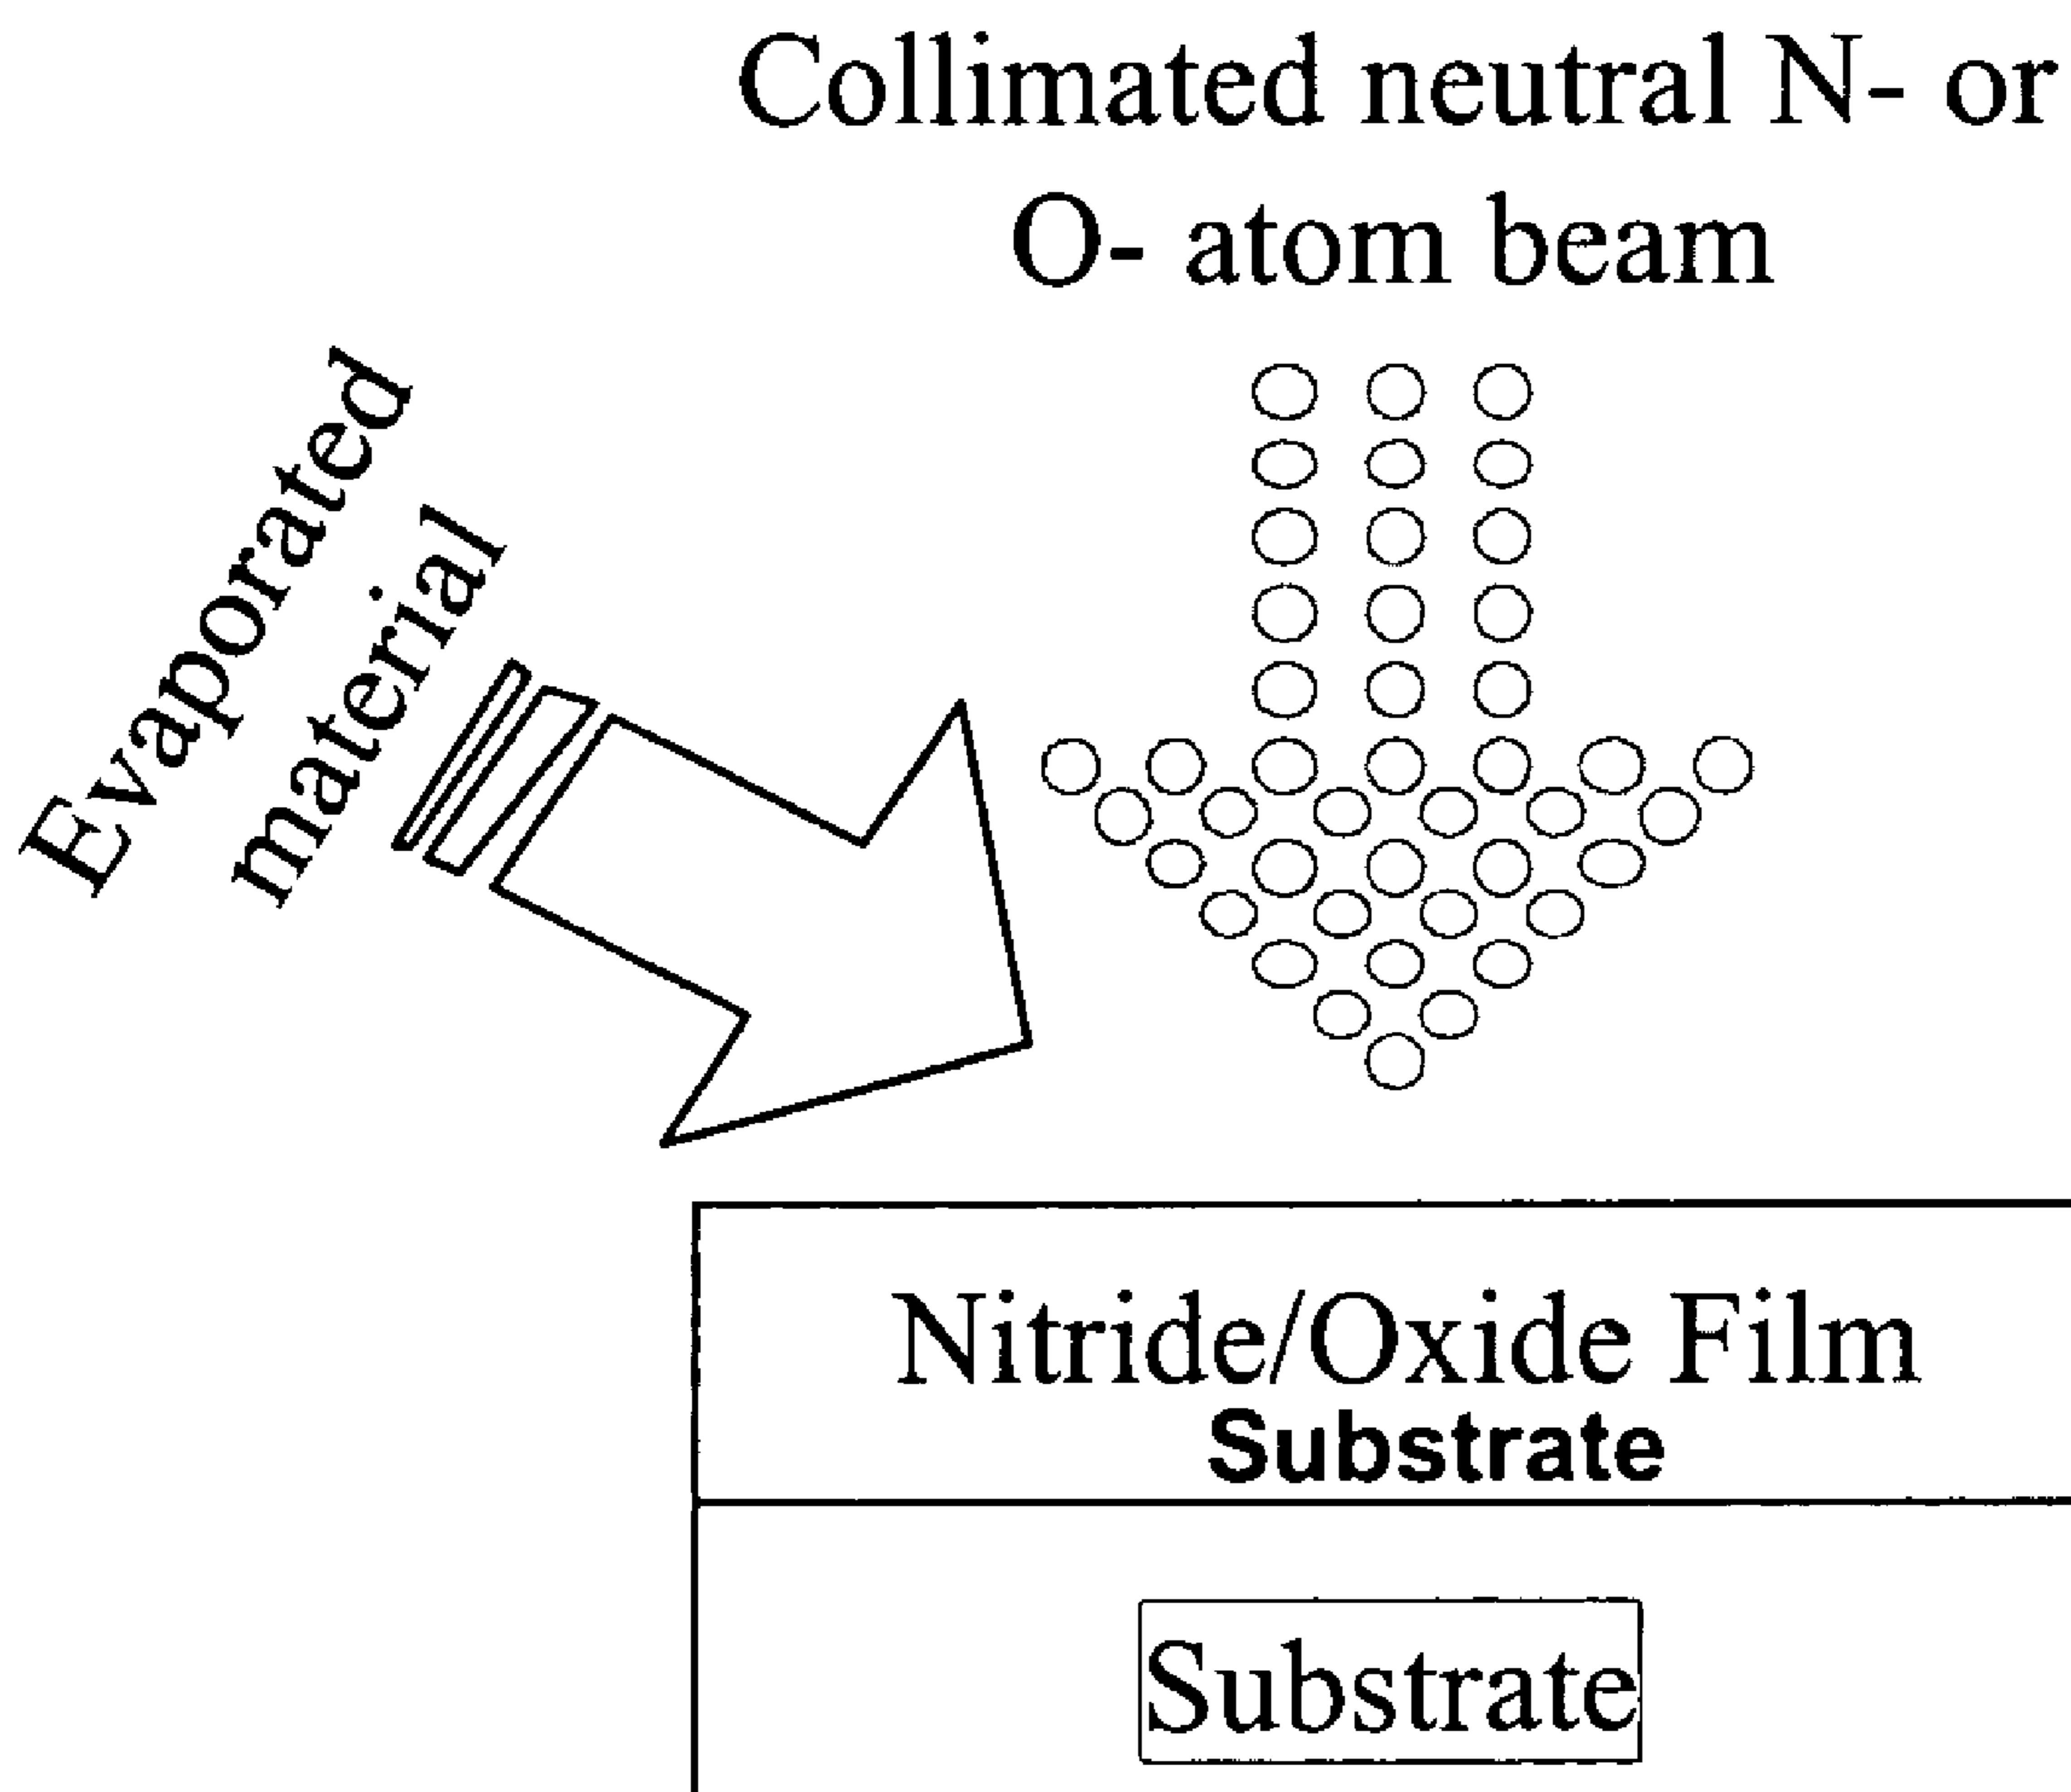 Collimated neutral N- or
O- atom beam
Evaporated
material
Nitride/Oxide Film
Substrate
Substrate